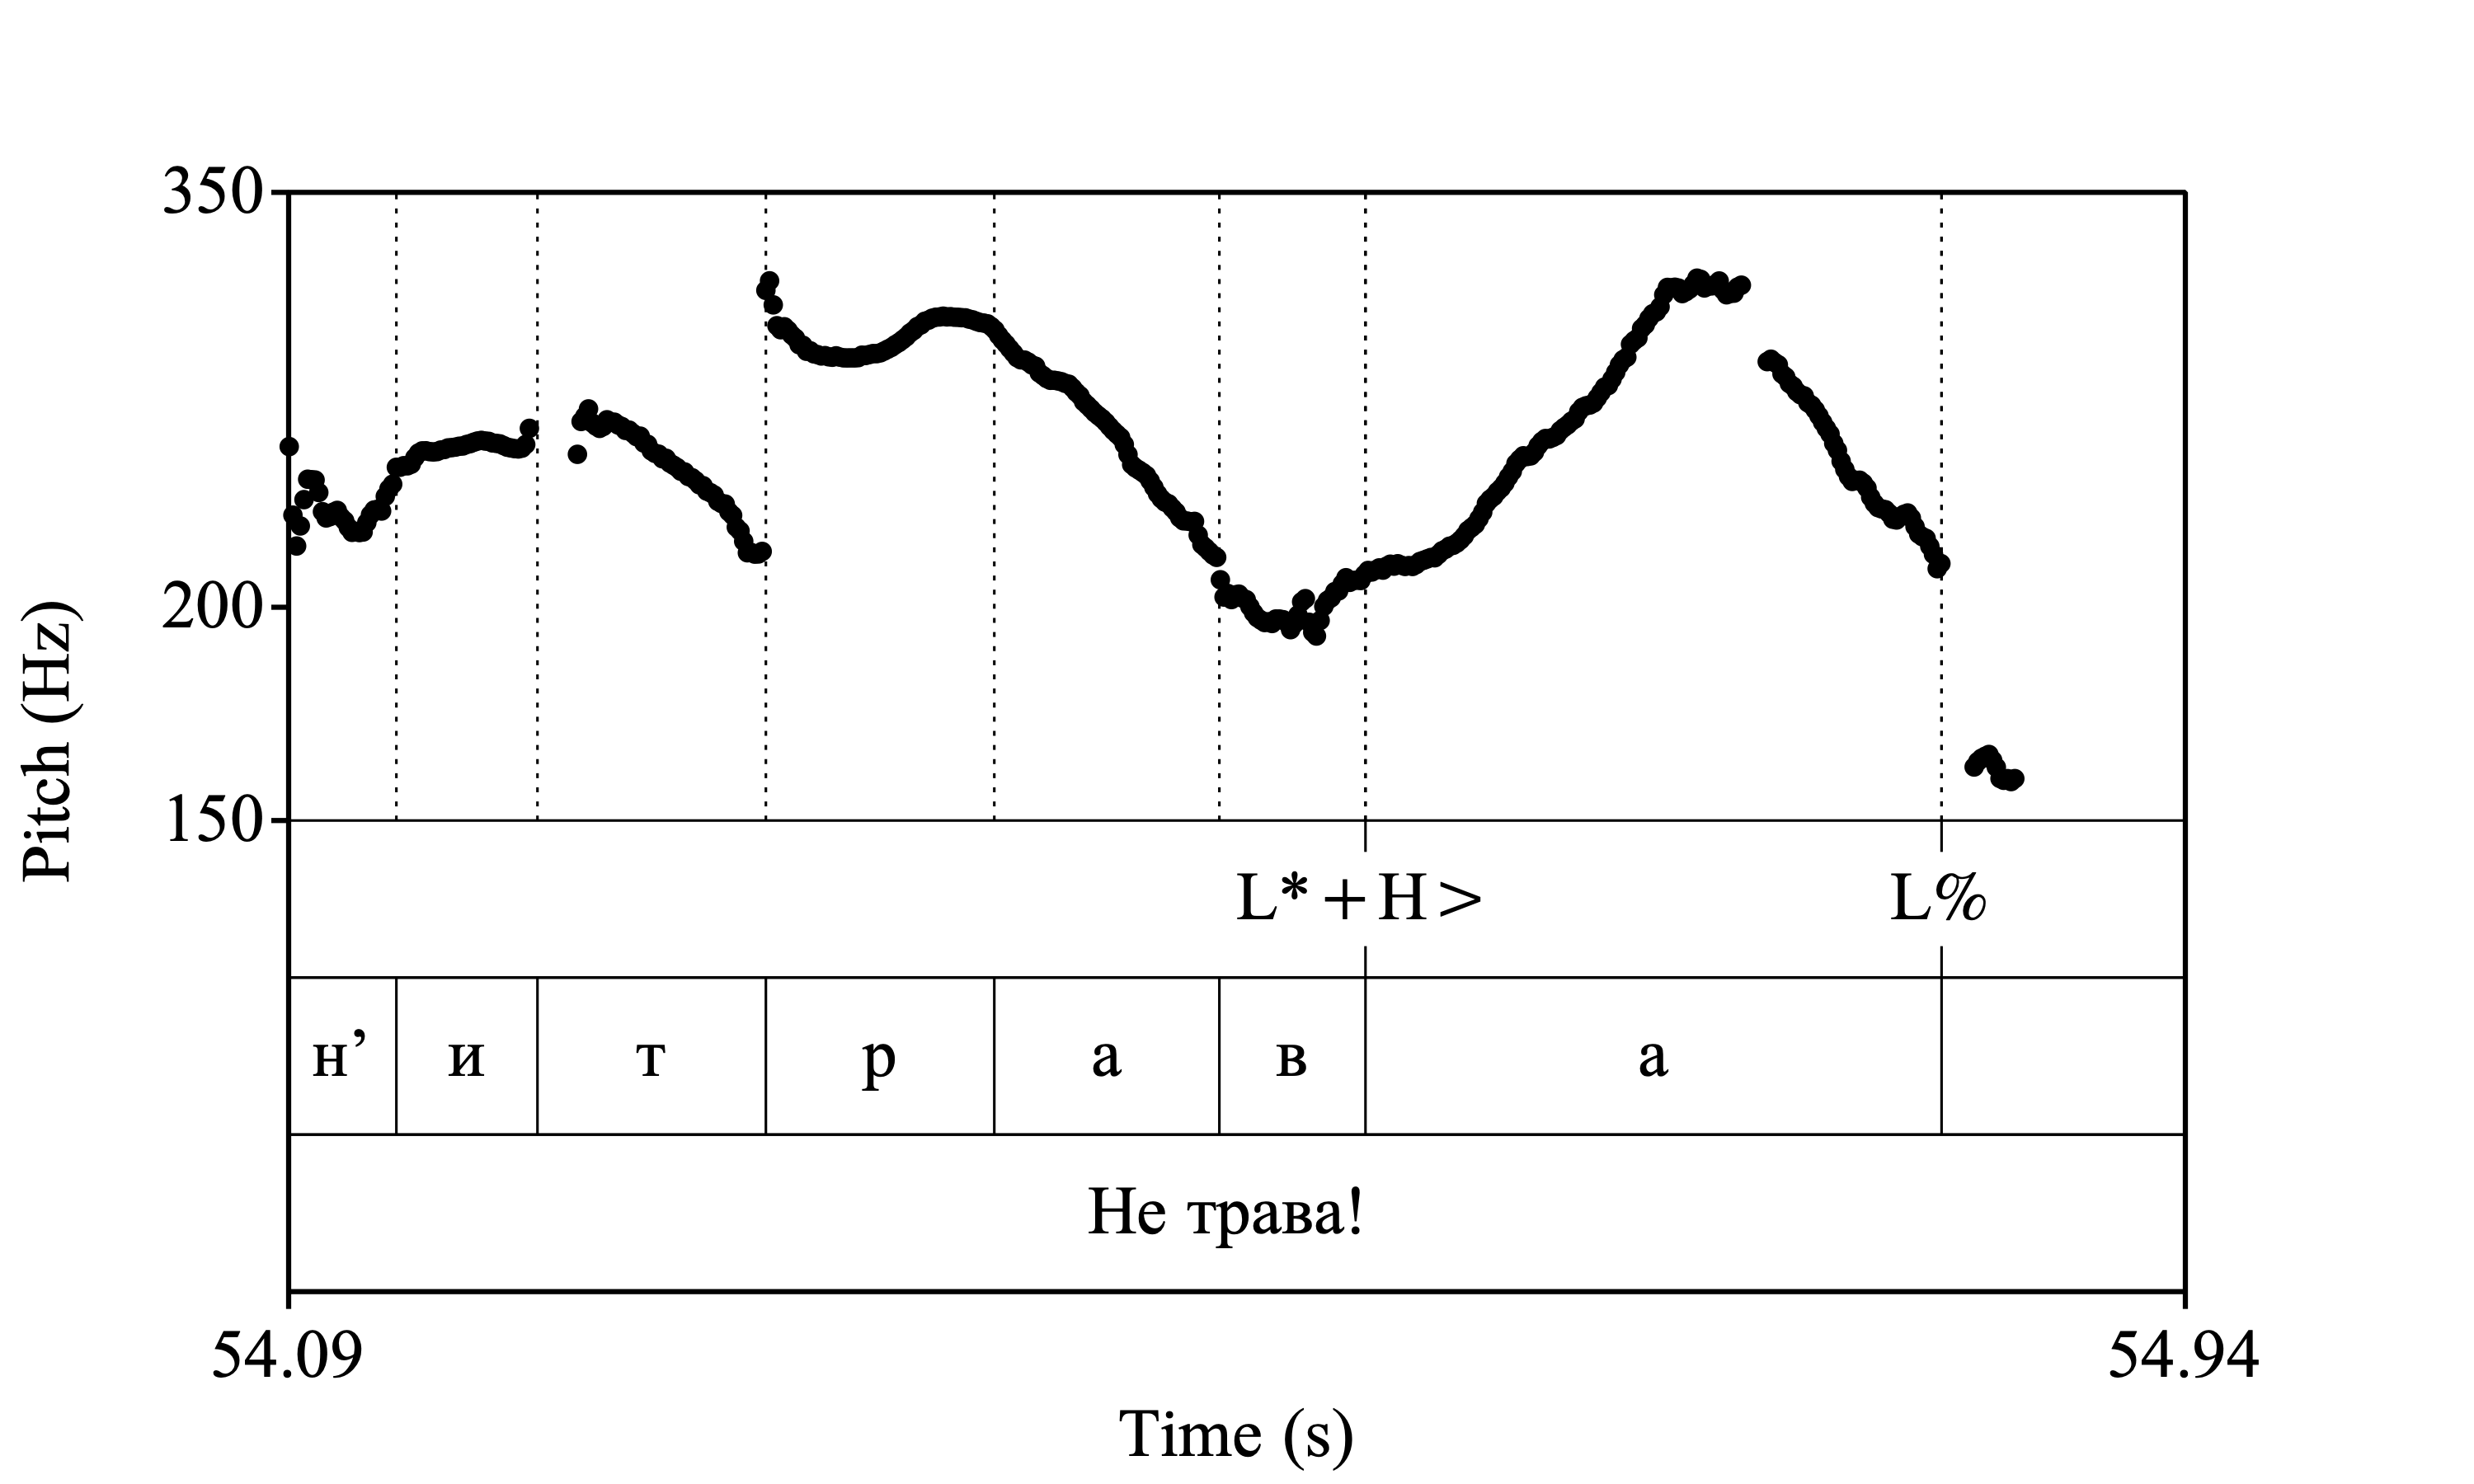 350
200
150
Pitch (Hz)
L*+H> L%
н’ и т р а в а
Не трава!
54.09 54.94
Time (s)